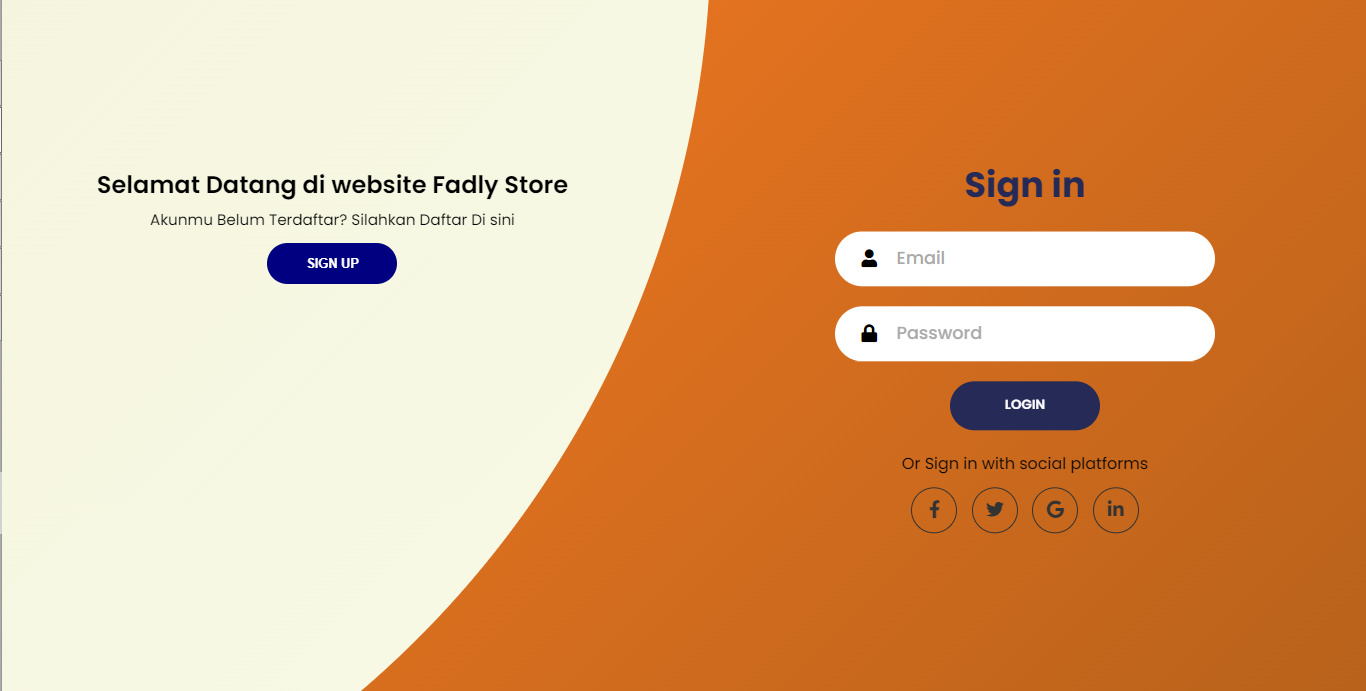 Selamat Datang di website Fadly Store
Akunmu Belum Terdaftar? Silahkan Daftar Di sini
SIGN UP
Sign in
Email
Password
LOGIN
Or Sign in with social platforms